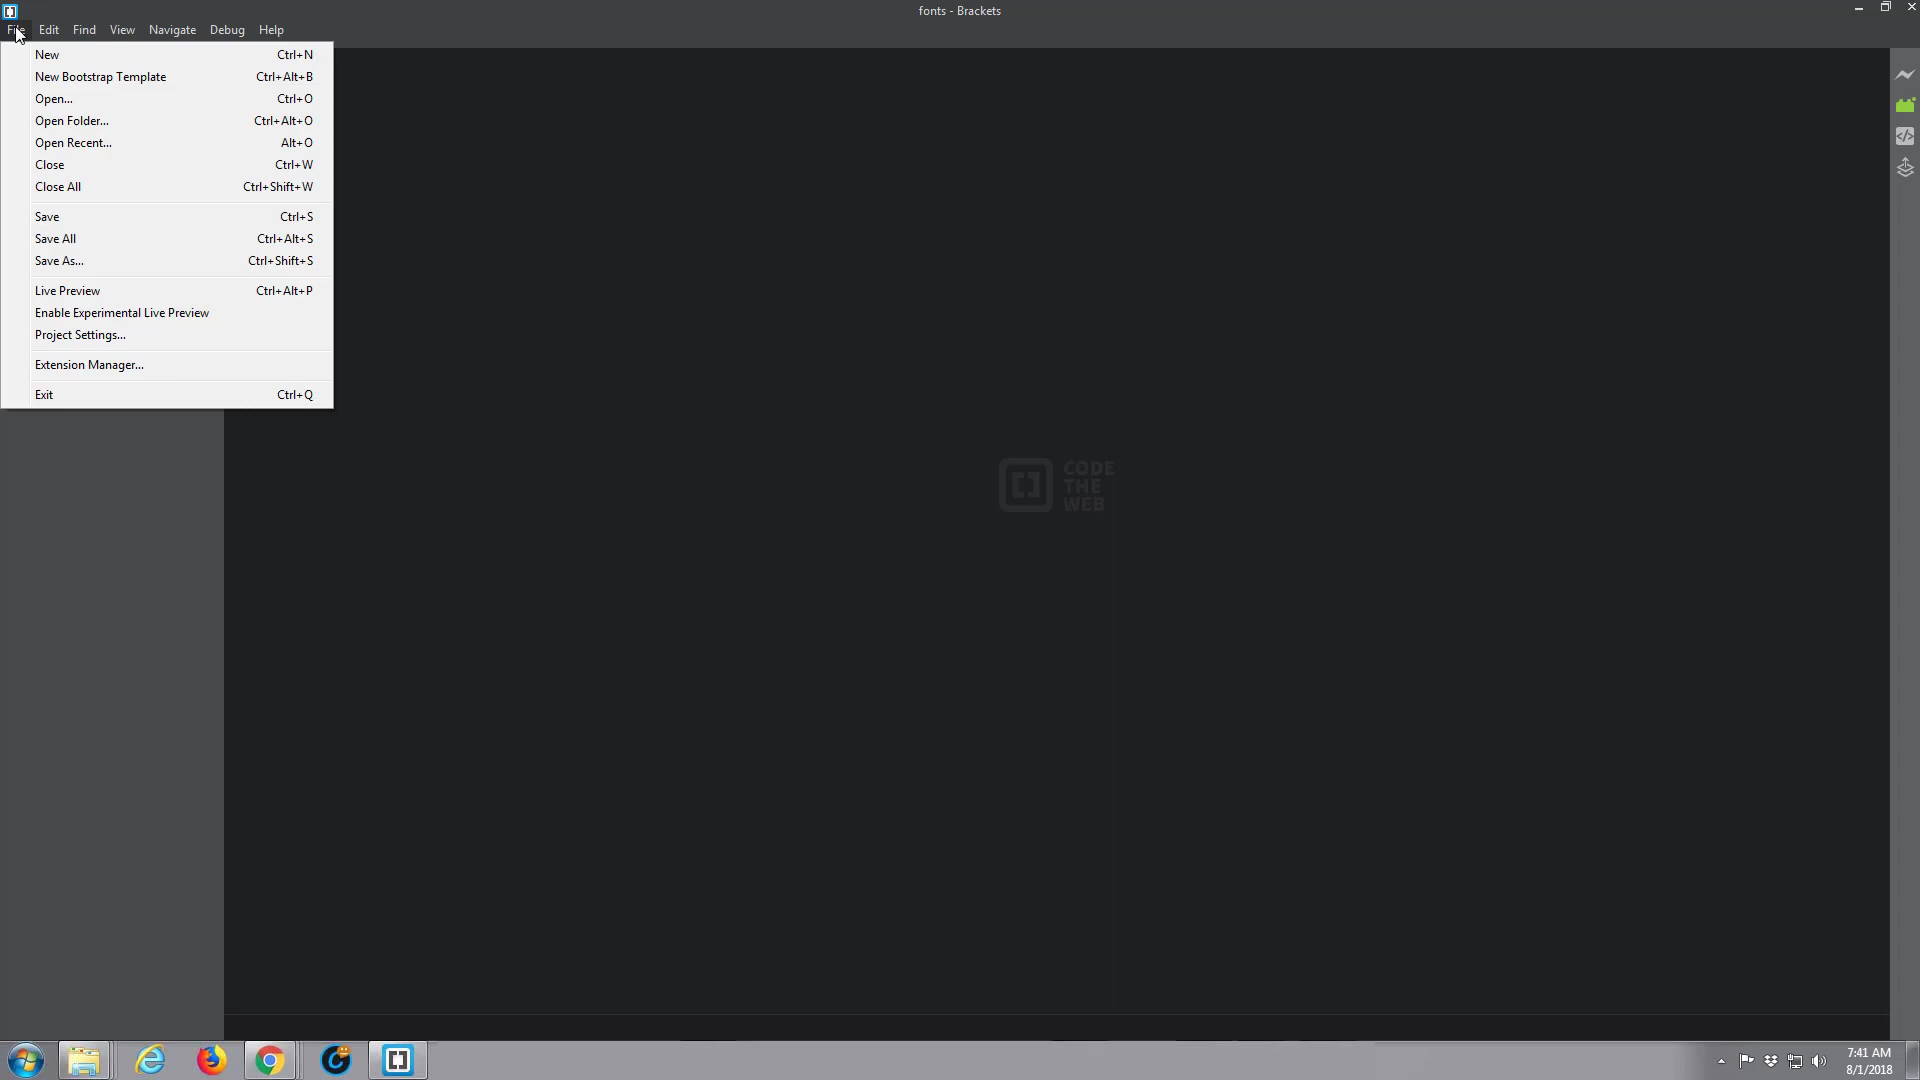 fonts - Brackets
File Edit Find View Navigate Debug Help
New Ctrl+N
New Bootstrap Template Ctrl+Alt+B
Open... Ctrl+O
Open Folder... Ctrl+Alt+O
Open Recent... Alt+O
Close Ctrl+W
Close All Ctrl+Shift+W
Save Ctrl+S
Save All Ctrl+Alt+S
Save As... Ctrl+Shift+S
Live Preview Ctrl+Alt+P
Enable Experimental Live Preview
Project Settings...
Extension Manager...
Exit Ctrl+Q
CODE
THE
WEB
7:41 AM
8/1/2018